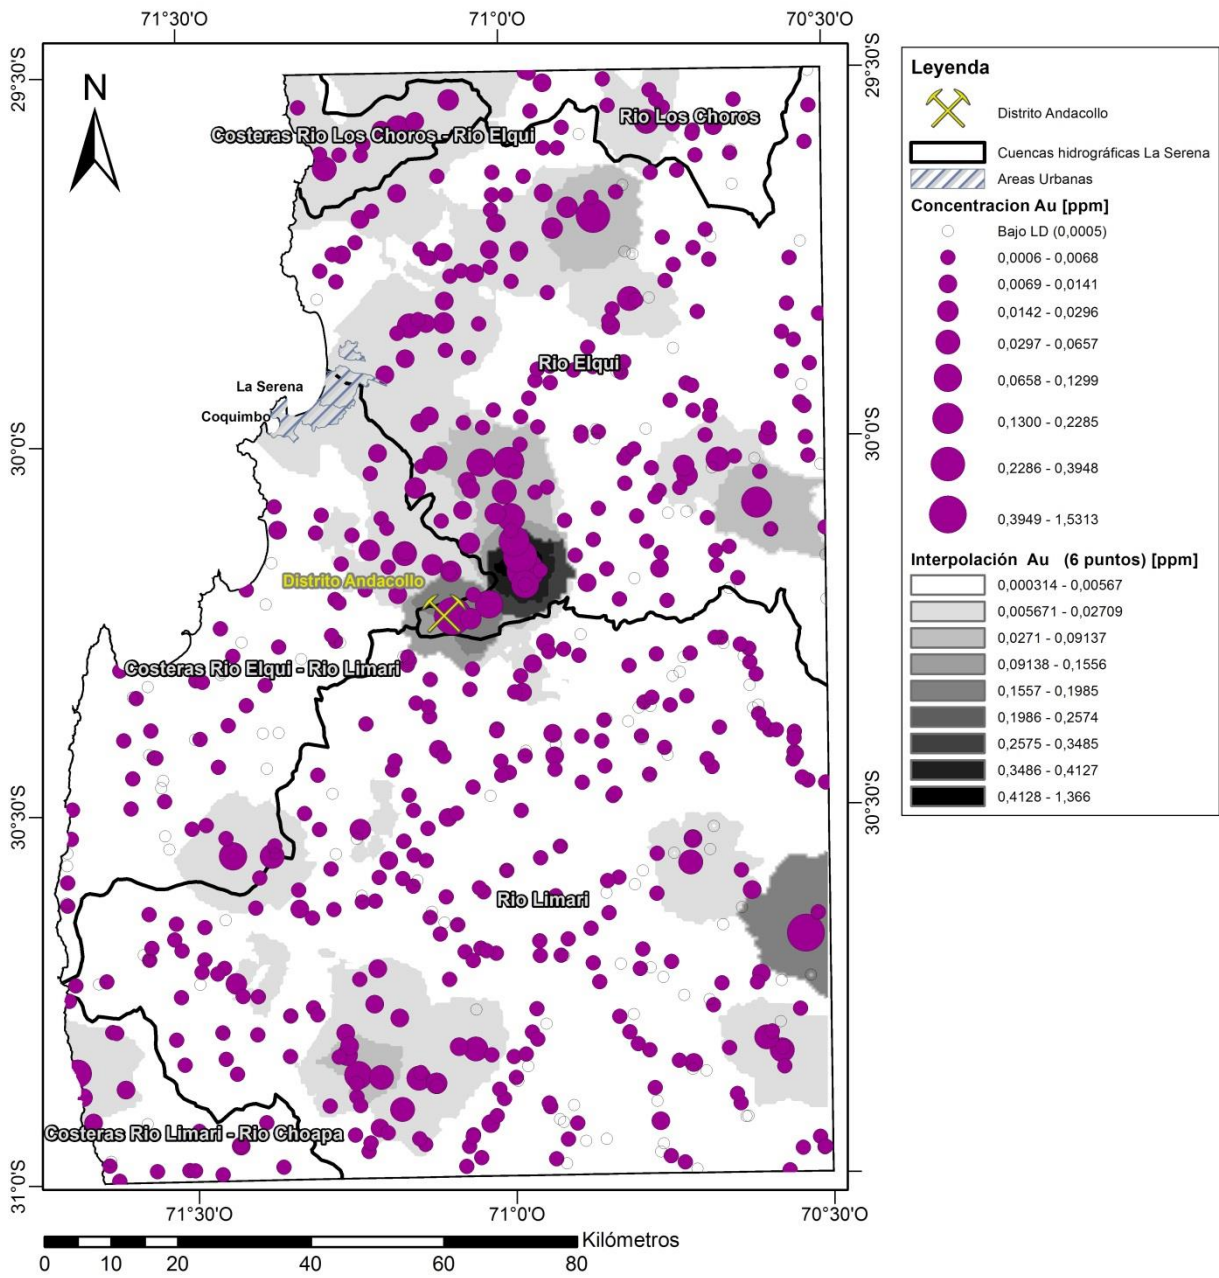 71°30'O
71°0'O
70°30'O
29°30'S
29°30'S
N
Costeras Rio Los Choros - Rio Elqui
Rio Los Choros
Rio Elqui
La Serena
Coquimbo
30°0'S
30°0'S
Distrito Andacollo
Costeras Rio Elqui - Rio Limari
30°30'S
30°30'S
Rio Limari
Costeras Rio Limari - Rio Choapa
31°0'S
71°30'O
71°0'O
70°30'O
Kilómetros
0 10 20 40 60 80
Leyenda
Distrito Andacollo
Cuencas hidrográficas La Serena
Areas Urbanas
Concentracion Au [ppm]
Bajo LD (0,0005)
0,0006 - 0,0068
0,0069 - 0,0141
0,0142 - 0,0296
0,0297 - 0,0657
0,0658 - 0,1299
0,1300 - 0,2285
0,2286 - 0,3948
0,3949 - 1,5313
Interpolación Au (6 puntos) [ppm]
0,000314 - 0,00567
0,005671 - 0,02709
0,0271 - 0,09137
0,09138 - 0,1556
0,1557 - 0,1985
0,1986 - 0,2574
0,2575 - 0,3485
0,3486 - 0,4127
0,4128 - 1,366